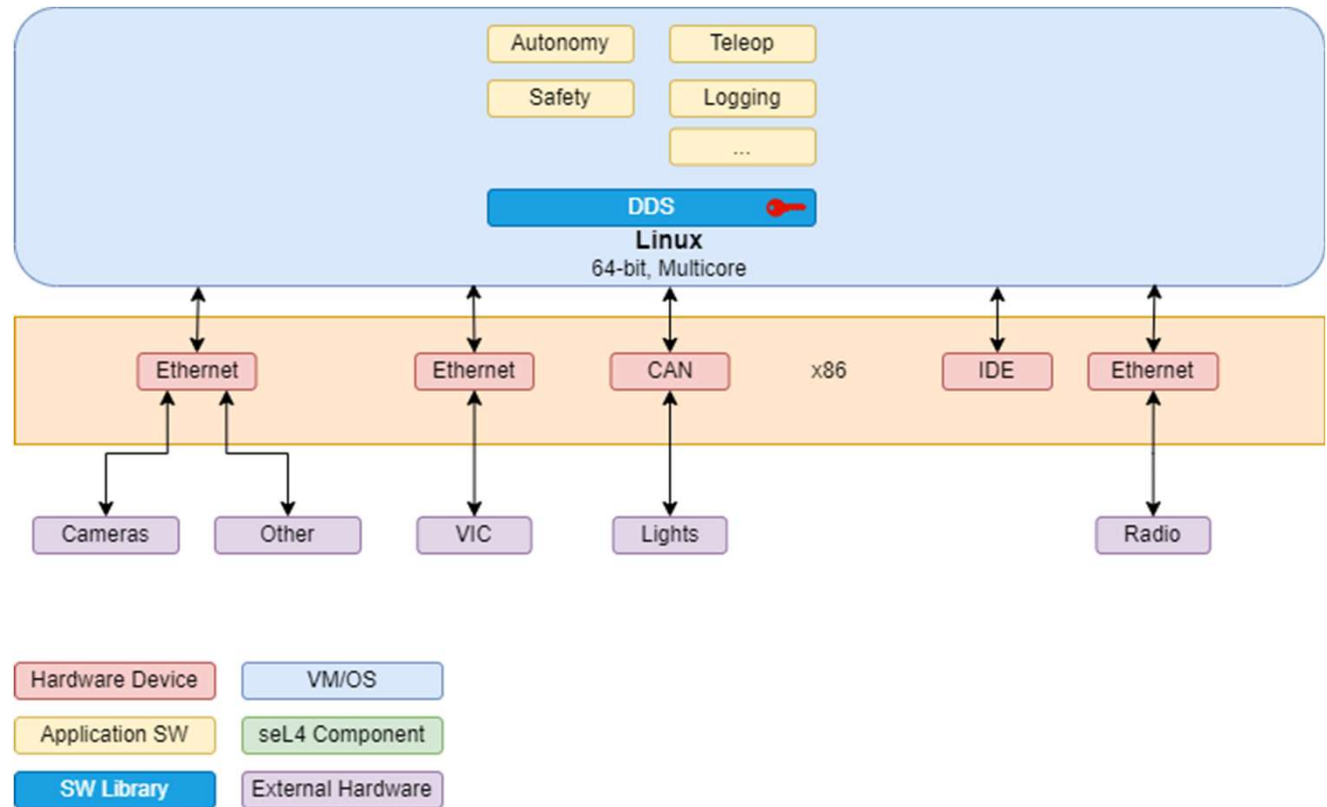 Autonomy
Teleop
Safety
Logging
...
DDS
Linux
64-bit, Multicore
Ethernet
Ethernet
CAN
x86
IDE
Ethernet
Cameras
Other
VIC
Lights
Radio
Hardware Device
VM/OS
Application SW
seL4 Component
SW Library
External Hardware